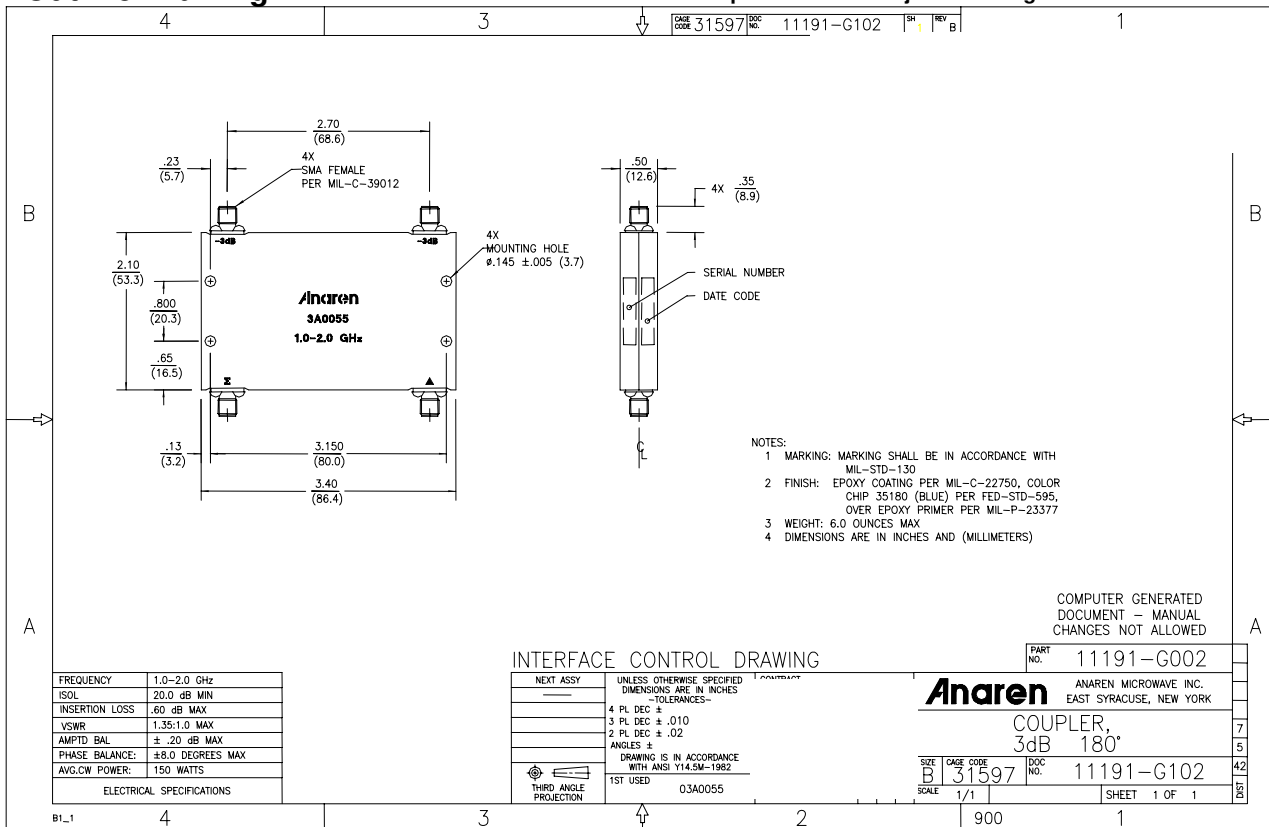 4
3
1
CAGE CODE 31597
DOC NO. 11191-G102
SH 1
REV B
B
B
2.70
(68.6)
.23
(5.7)
4X
SMA FEMALE
PER MIL-C-39012
-3dB
-3dB
4X
MOUNTING HOLE
ø.145 ±.005 (3.7)
2.10
(53.3)
.800
(20.3)
.65
(16.5)
Anaren
3A0055
1.0-2.0 GHz
Σ
▲
.13
(3.2)
3.150
(80.0)
3.40
(86.4)
.50
(12.6)
4X .35
(8.9)
SERIAL NUMBER
DATE CODE
CL
NOTES:
1 MARKING: MARKING SHALL BE IN ACCORDANCE WITH
MIL-STD-130
2 FINISH: EPOXY COATING PER MIL-C-22750, COLOR
CHIP 35180 (BLUE) PER FED-STD-595,
OVER EPOXY PRIMER PER MIL-P-23377
3 WEIGHT: 6.0 OUNCES MAX
4 DIMENSIONS ARE IN INCHES AND (MILLIMETERS)
A
A
COMPUTER GENERATED
DOCUMENT - MANUAL
CHANGES NOT ALLOWED
FREQUENCY 1.0-2.0 GHz
ISOL 20.0 dB MIN
INSERTION LOSS .60 dB MAX
VSWR 1.35:1.0 MAX
AMPTD BAL ± .20 dB MAX
PHASE BALANCE: ±8.0 DEGREES MAX
AVG.CW POWER: 150 WATTS
ELECTRICAL SPECIFICATIONS
INTERFACE CONTROL DRAWING
NEXT ASSY
THIRD ANGLE
PROJECTION
UNLESS OTHERWISE SPECIFIED
DIMENSIONS ARE IN INCHES
-TOLERANCES-
4 PL DEC ±
3 PL DEC ± .010
2 PL DEC ± .02
ANGLES ±
DRAWING IS IN ACCORDANCE
WITH ANSI Y14.5M-1982
1ST USED
03A0055
PART NO. 11191-G002
Anaren
ANAREN MICROWAVE INC.
EAST SYRACUSE, NEW YORK
COUPLER,
3dB 180°
SIZE B
CAGE CODE 31597
DOC NO. 11191-G102
SCALE 1/1
SHEET 1 OF 1
7
5
42
DIST
B1_1
4
3
2
900
1